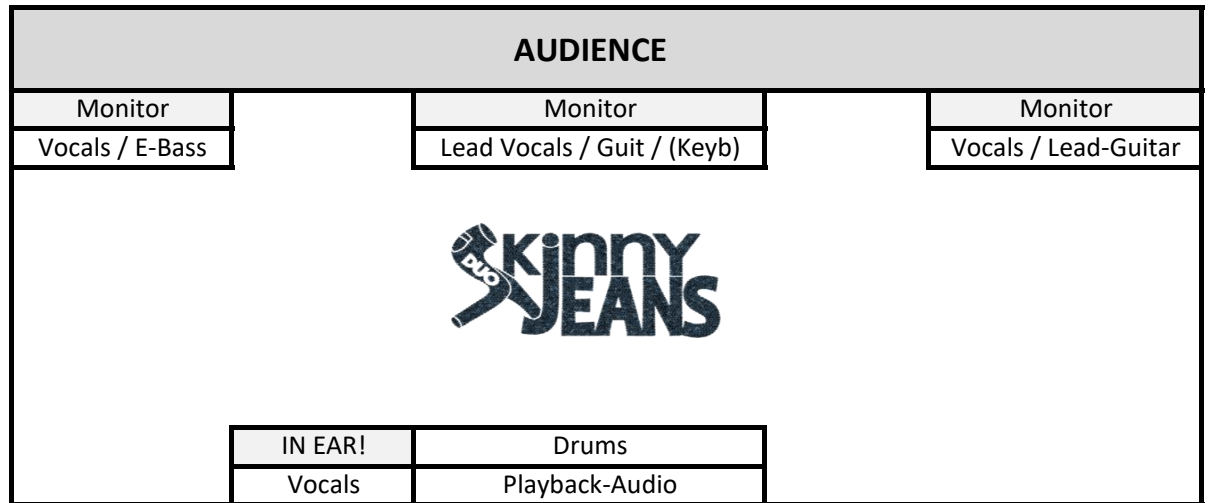 AUDIENCE
Monitor Monitor Monitor
Vocals / E-Bass Lead Vocals / Guit / (Keyb) Vocals / Lead-Guitar
SKinny
DUO
JEANS
IN EAR! Drums
Vocals Playback-Audio